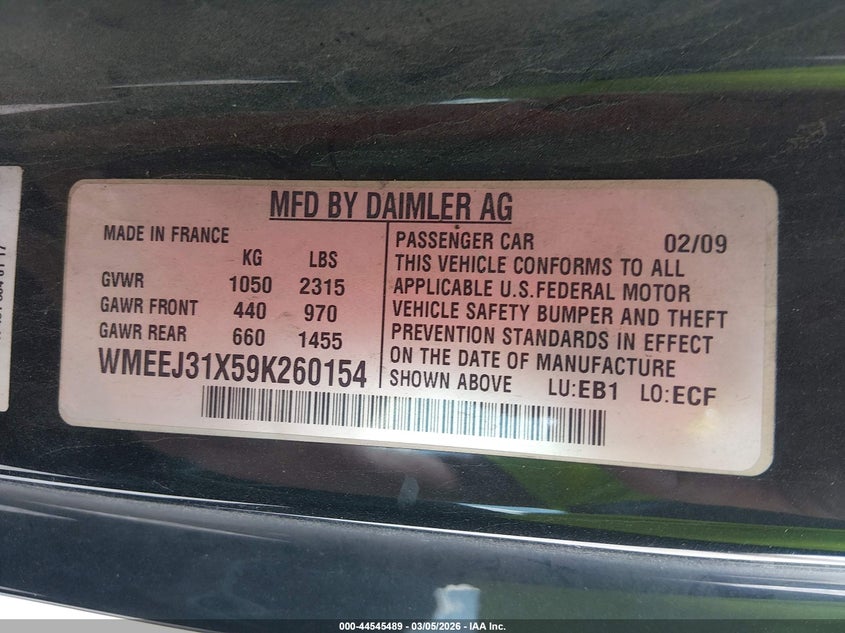 MFD BY DAIMLER AG
MADE IN FRANCE
KG LBS
GVWR 1050 2315
GAWR FRONT 440 970
GAWR REAR 660 1455
WMEEJ31X59K260154
PASSENGER CAR 02/09
THIS VEHICLE CONFORMS TO ALL
APPLICABLE U.S.FEDERAL MOTOR
VEHICLE SAFETY BUMPER AND THEFT
PREVENTION STANDARDS IN EFFECT
ON THE DATE OF MANUFACTURE
SHOWN ABOVE LU:EB1 LO:ECF
000-44545489 - 03/05/2026 - IAA Inc.